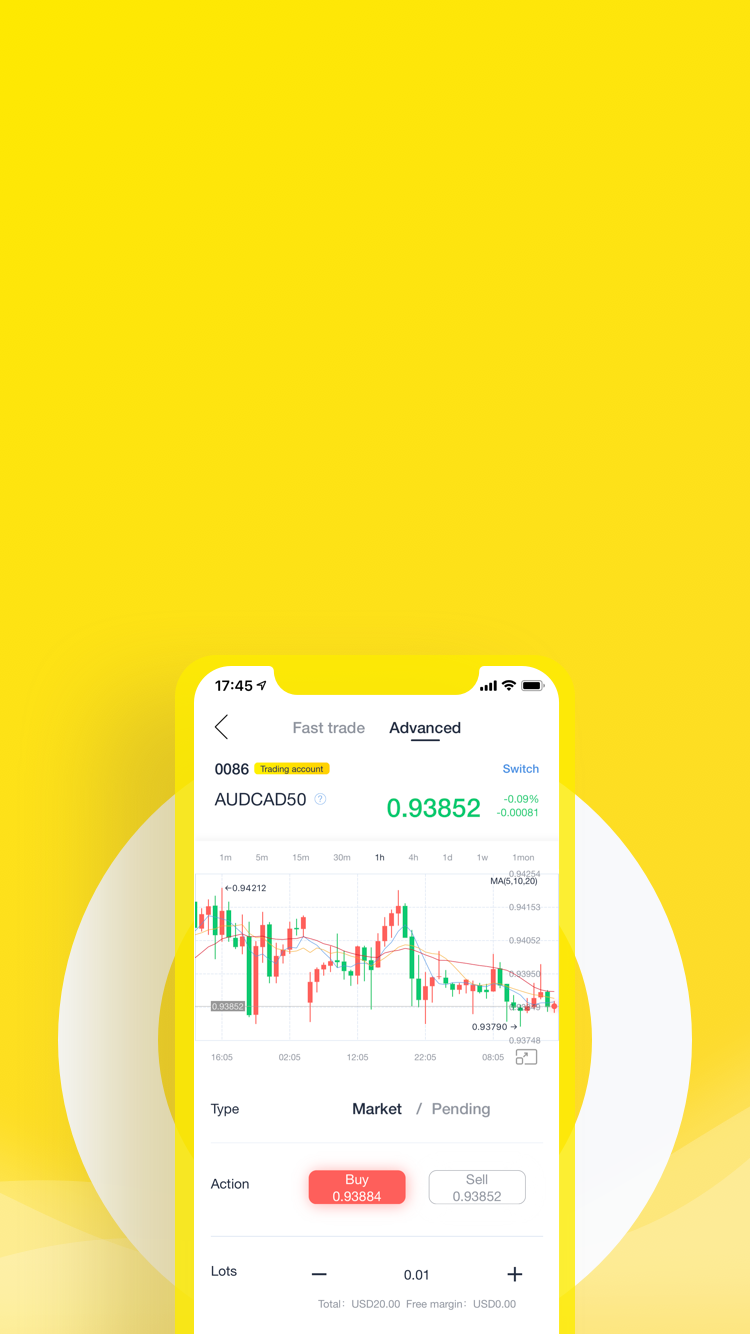 17:45
Fast trade Advanced
0086 Trading account Switch
AUDCAD50 ? 0.93852 -0.09%
-0.00081
1m 5m 15m 30m 1h 4h 1d 1w 1mon
0.94254
MA(5,10,20)
←0.94212
0.94153
0.94052
0.93950
0.93852
0.93790→
0.93748
16:05 02:05 12:05 22:05 08:05
Type Market / Pending
Action Buy 0.93884 Sell 0.93852
Lots — 0.01 +
Total: USD20.00 Free margin: USD0.00